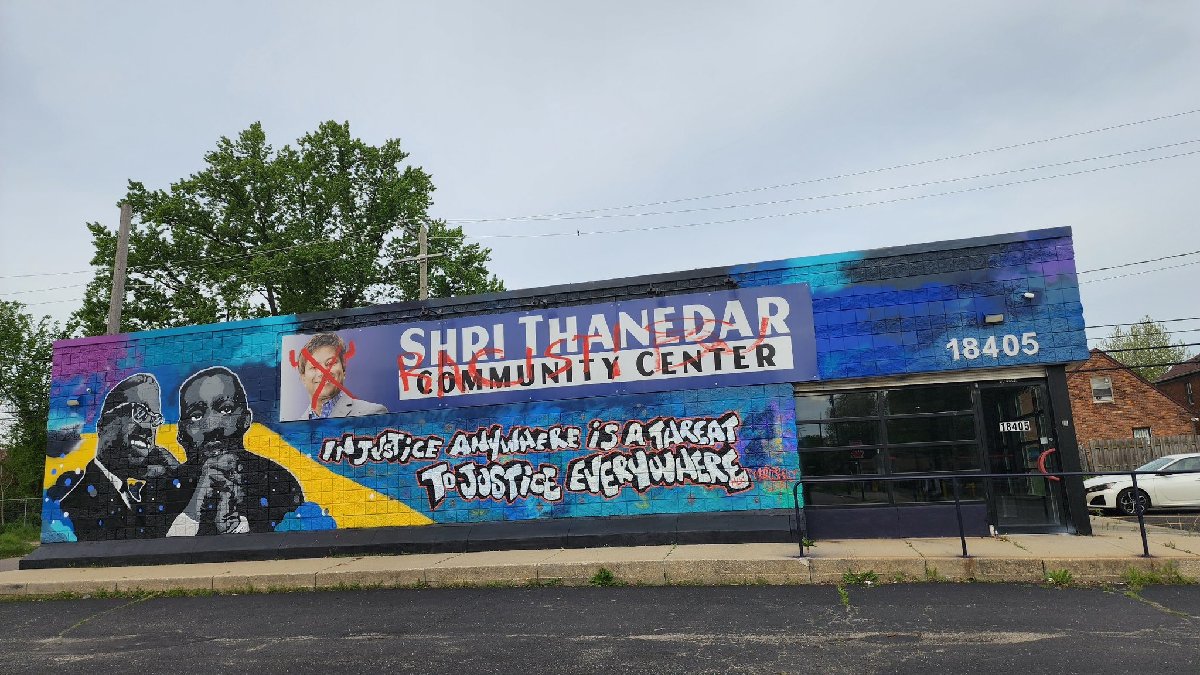 SHRI THANEDAR
COMMUNITY CENTER
RACIST
INJUSTICE ANYWHERE IS A THREAT
TO JUSTICE EVERYWHERE
18405
18405